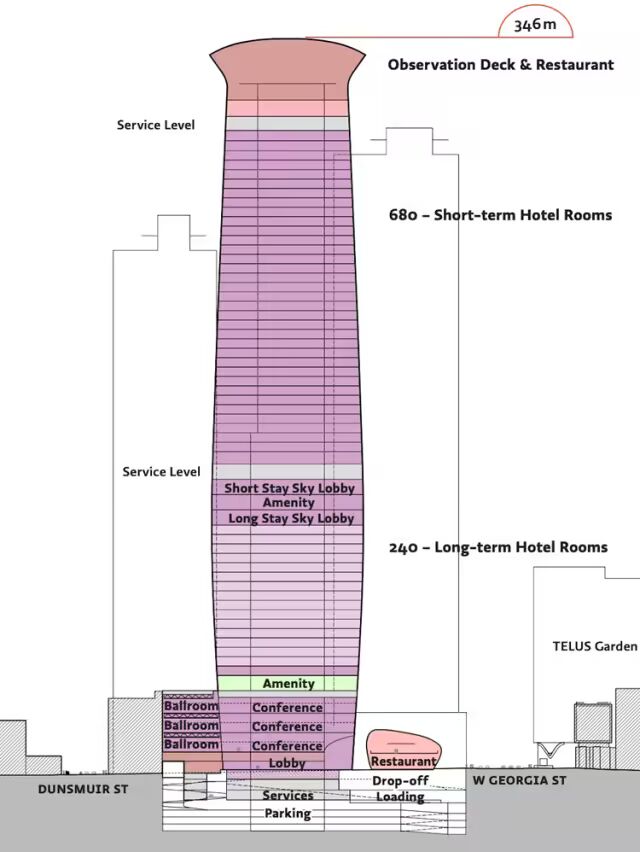 346m
Observation Deck & Restaurant
Service Level
680 – Short-term Hotel Rooms
Service Level
Short Stay Sky Lobby
Amenity
Long Stay Sky Lobby
240 – Long-term Hotel Rooms
TELUS Garden
Amenity
Ballroom
Conference
Ballroom
Conference
Ballroom
Conference
Lobby
Restaurant
DUNSMUIR ST
Drop-off
W GEORGIA ST
Services
Loading
Parking